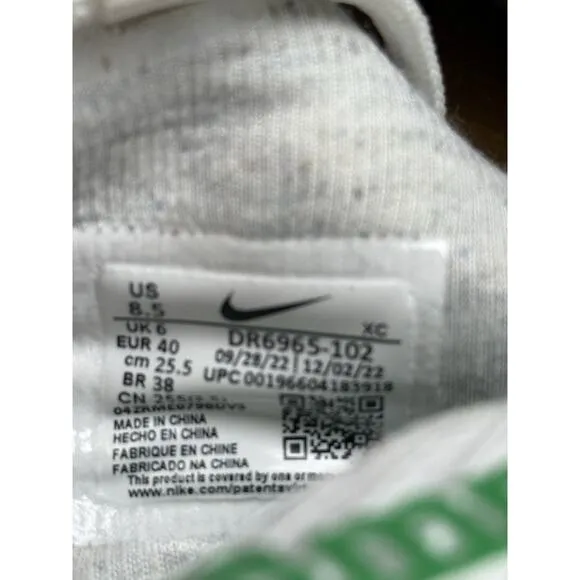 US
8.5
UK 6
EUR 40
cm 25.5
BR 38
XC
DR6965-102
09/28/22 | 12/02/22
UPC 00196604183918
CN 255
MADE IN CHINA
HECHO EN CHINA
FABRIQUE EN CHINE
FABRICADO NA CHINA
This product is covered by one or
www.nike.com/patents